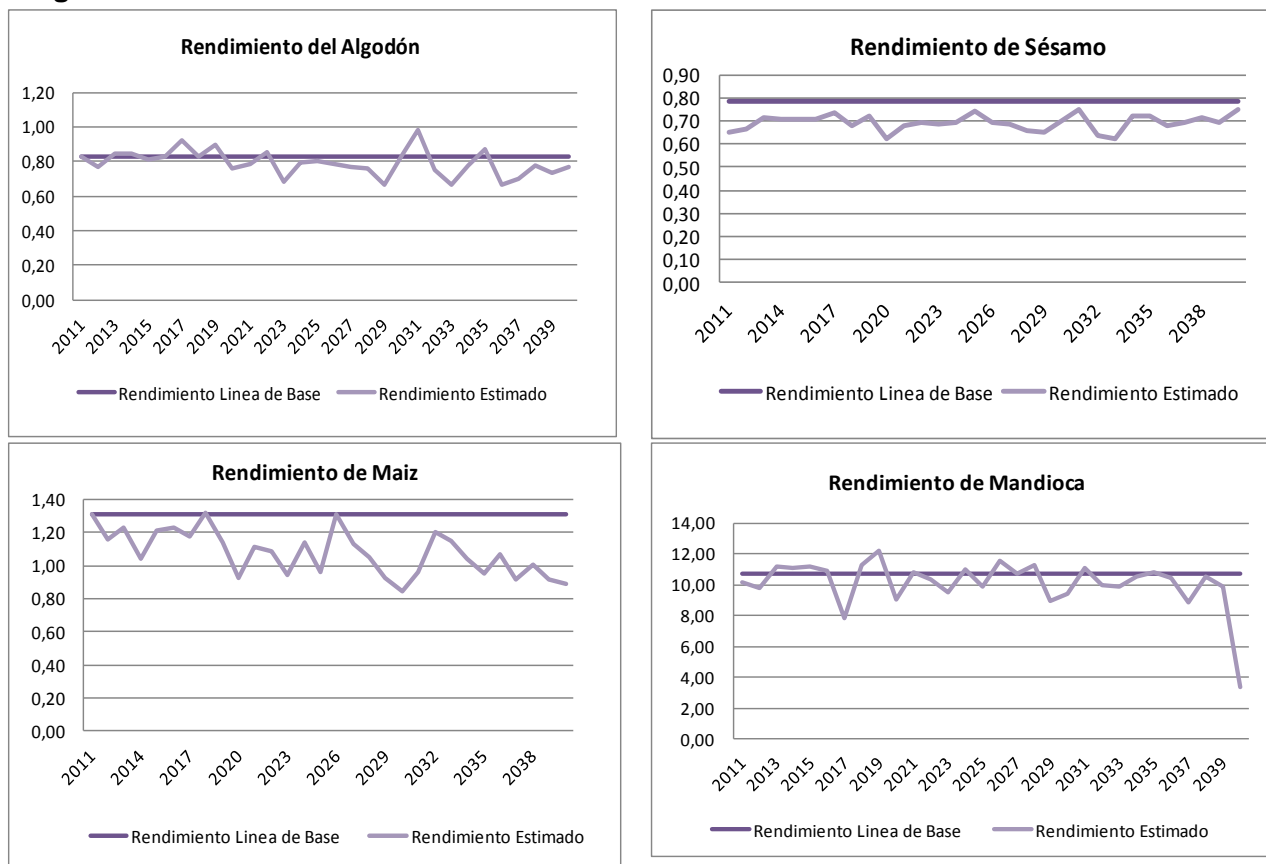 Rendimiento del Algodón
1,20
1,00
0,80
0,60
0,40
0,20
0,00
2011 2013 2015 2017 2019 2021 2023 2025 2027 2029 2031 2033 2035 2037 2039
Rendimiento Linea de Base Rendimiento Estimado
Rendimiento de Sésamo
0,90
0,80
0,70
0,60
0,50
0,40
0,30
0,20
0,10
0,00
2011 2014 2017 2020 2023 2026 2029 2032 2035 2038
Rendimiento Linea de Base Rendimiento Estimado
Rendimiento de Maiz
1,40
1,20
1,00
0,80
0,60
0,40
0,20
0,00
2011 2014 2017 2020 2023 2026 2029 2032 2035 2038
Rendimiento Linea de Base Rendimiento Estimado
Rendimiento de Mandioca
14,00
12,00
10,00
8,00
6,00
4,00
2,00
0,00
2011 2013 2015 2017 2019 2021 2023 2025 2027 2029 2031 2033 2035 2037 2039
Rendimiento Linea de Base Rendimiento Estimado